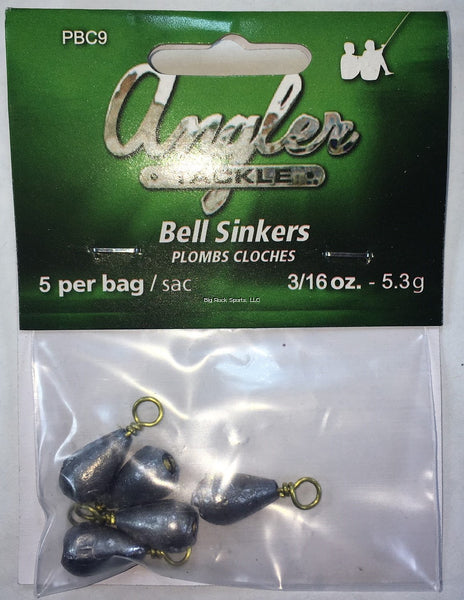 PBC9
Angler
TACKLE
Bell Sinkers
PLOMBS CLOCHES
5 per bag / sac
3/16 oz. - 5.3g
Big Rock Sports, LLC